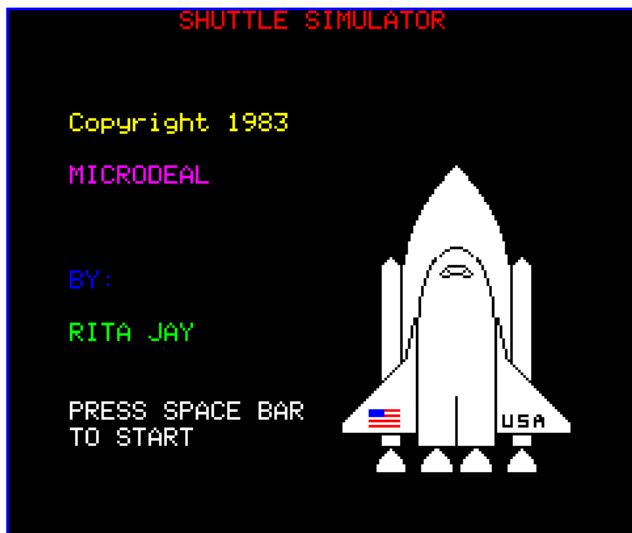 SHUTTLE SIMULATOR
Copyright 1983
MICRODEAL
BY:
RITA JAY
PRESS SPACE BAR
TO START
USA